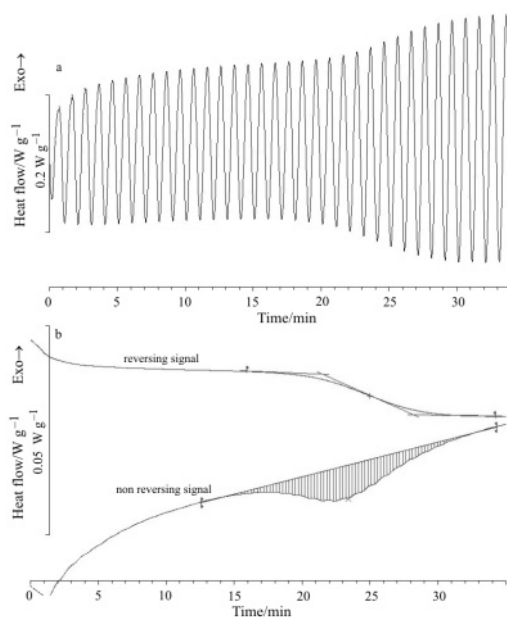 a
Exo→
Heat flow/W g⁻¹
0.2 W g⁻¹
0 5 10 15 20 25 30
Time/min
b
reversing signal
Exo→
Heat flow/W g⁻¹
0.05 W g⁻¹
non reversing signal
0 5 10 15 20 25 30
Time/min